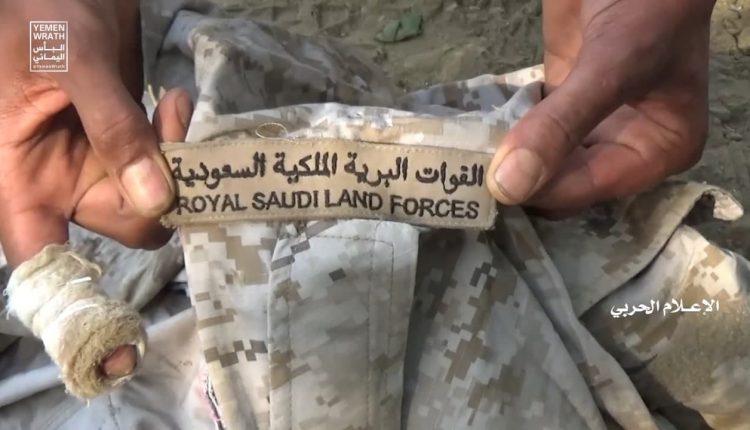 YEMEN
WRATH
البأس
اليماني
القوات البرية الملكية السعودية
ROYAL SAUDI LAND FORCES
الإعلام الحربي